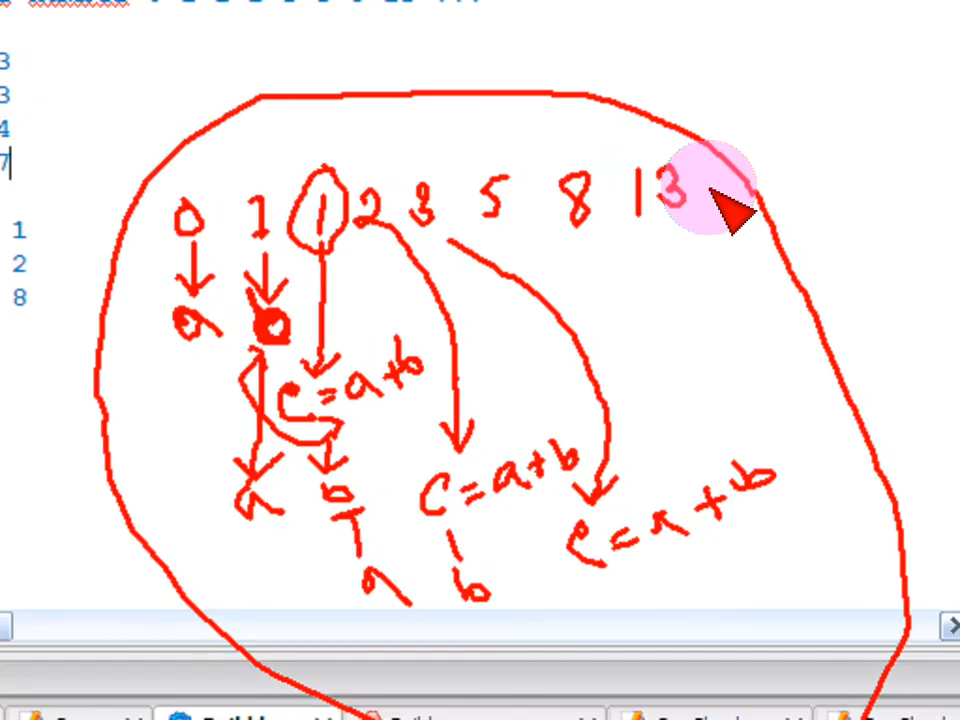 3
3
4
7
0 1 1 2 3 5 8 13
1
2
8
a b
c=a+b
a b c=a+b
c=a+b
a b